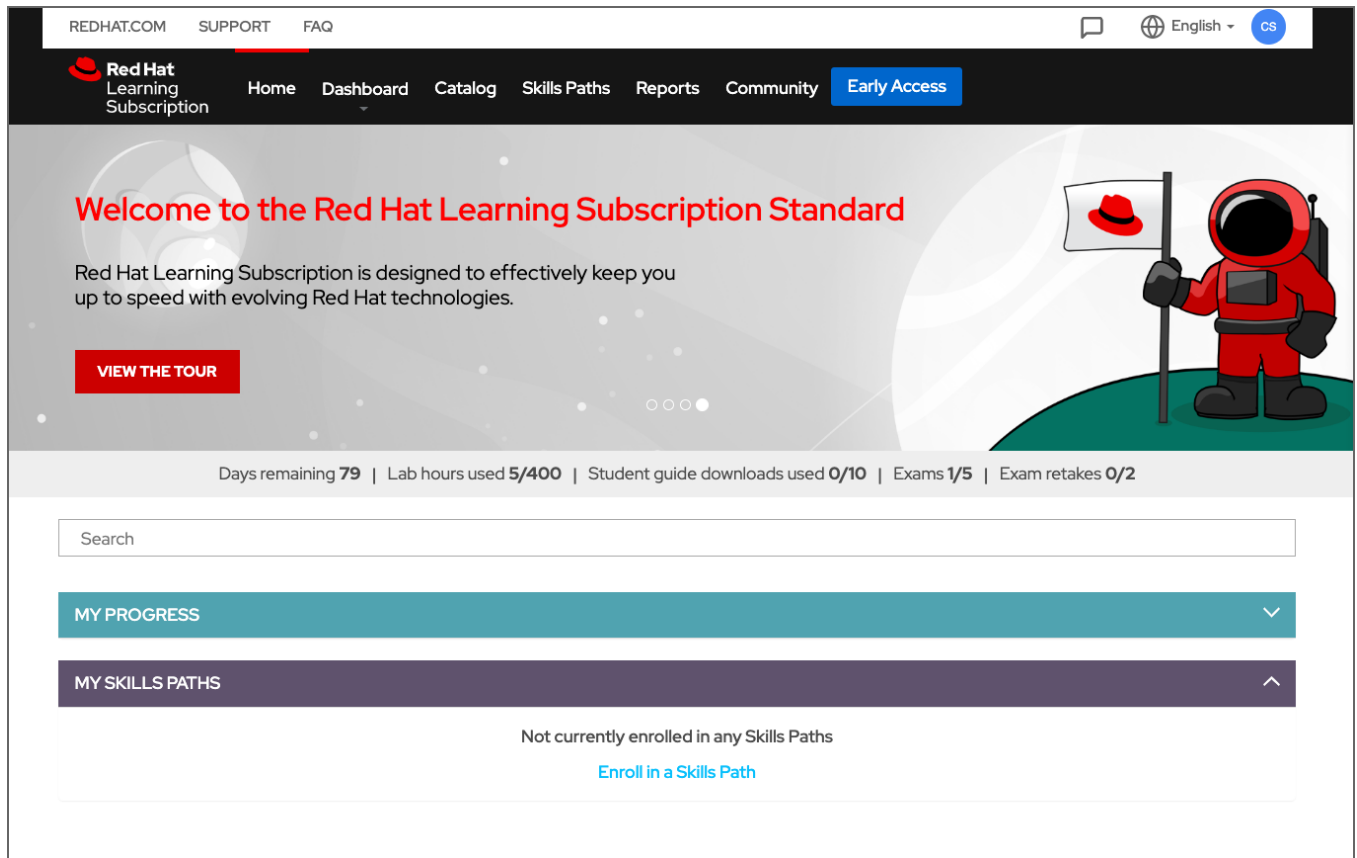 REDHAT.COM SUPPORT FAQ English CS
Red Hat
Learning
Subscription
Home Dashboard Catalog Skills Paths Reports Community Early Access
Welcome to the Red Hat Learning Subscription Standard
Red Hat Learning Subscription is designed to effectively keep you
up to speed with evolving Red Hat technologies.
VIEW THE TOUR
Days remaining 79 | Lab hours used 5/400 | Student guide downloads used 0/10 | Exams 1/5 | Exam retakes 0/2
Search
MY PROGRESS
MY SKILLS PATHS
Not currently enrolled in any Skills Paths
Enroll in a Skills Path